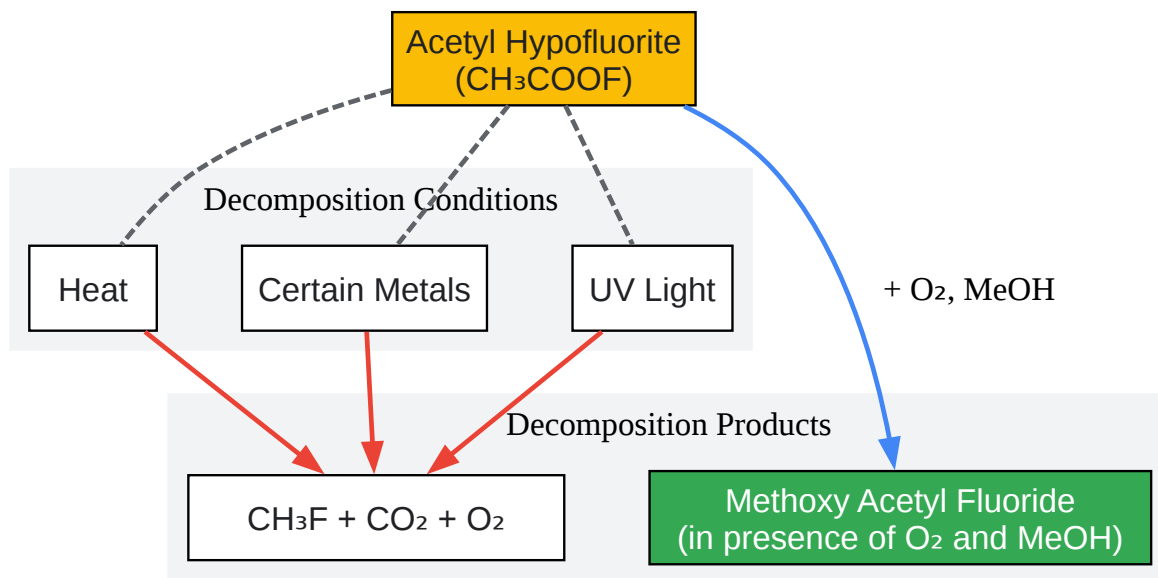 Acetyl Hypofluorite
(CH₃COOF)
Decomposition Conditions
Heat
Certain Metals
UV Light
+ O₂, MeOH
Decomposition Products
CH₃F + CO₂ + O₂
Methoxy Acetyl Fluoride
(in presence of O₂ and MeOH)